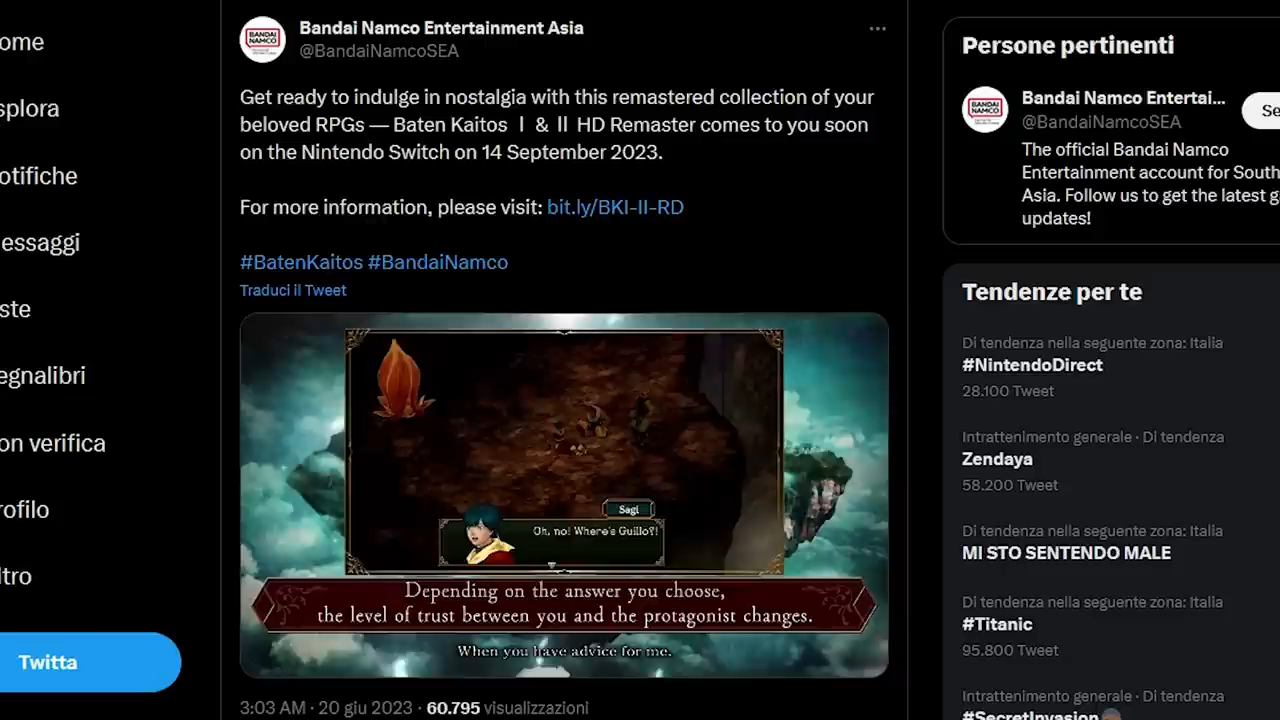 ome
splora
otifiche
essaggi
ste
egnalibri
on verifica
rofilo
ltro
Twitta
BANDAI
NAMCO
Bandai Namco Entertainment Asia
@BandaiNamcoSEA
Get ready to indulge in nostalgia with this remastered collection of your
beloved RPGs — Baten Kaitos Ⅰ & Ⅱ HD Remaster comes to you soon
on the Nintendo Switch on 14 September 2023.
For more information, please visit: bit.ly/BKI-II-RD
#BatenKaitos #BandaiNamco
Traduci il Tweet
Sagi
Oh, no! Where's Guillo?!
Depending on the answer you choose,
the level of trust between you and the protagonist changes.
When you have advice for me,
3:03 AM · 20 giu 2023 · 60.795 visualizzazioni
Persone pertinenti
BANDAI
NAMCO
Bandai Namco Entertai...
@BandaiNamcoSEA
Se
The official Bandai Namco
Entertainment account for South
Asia. Follow us to get the latest g
updates!
Tendenze per te
Di tendenza nella seguente zona: Italia
#NintendoDirect
28.100 Tweet
Intrattenimento generale · Di tendenza
Zendaya
58.200 Tweet
Di tendenza nella seguente zona: Italia
MI STO SENTENDO MALE
Di tendenza nella seguente zona: Italia
#Titanic
95.800 Tweet
Intrattenimento generale · Di tendenza
#SecretInvasion